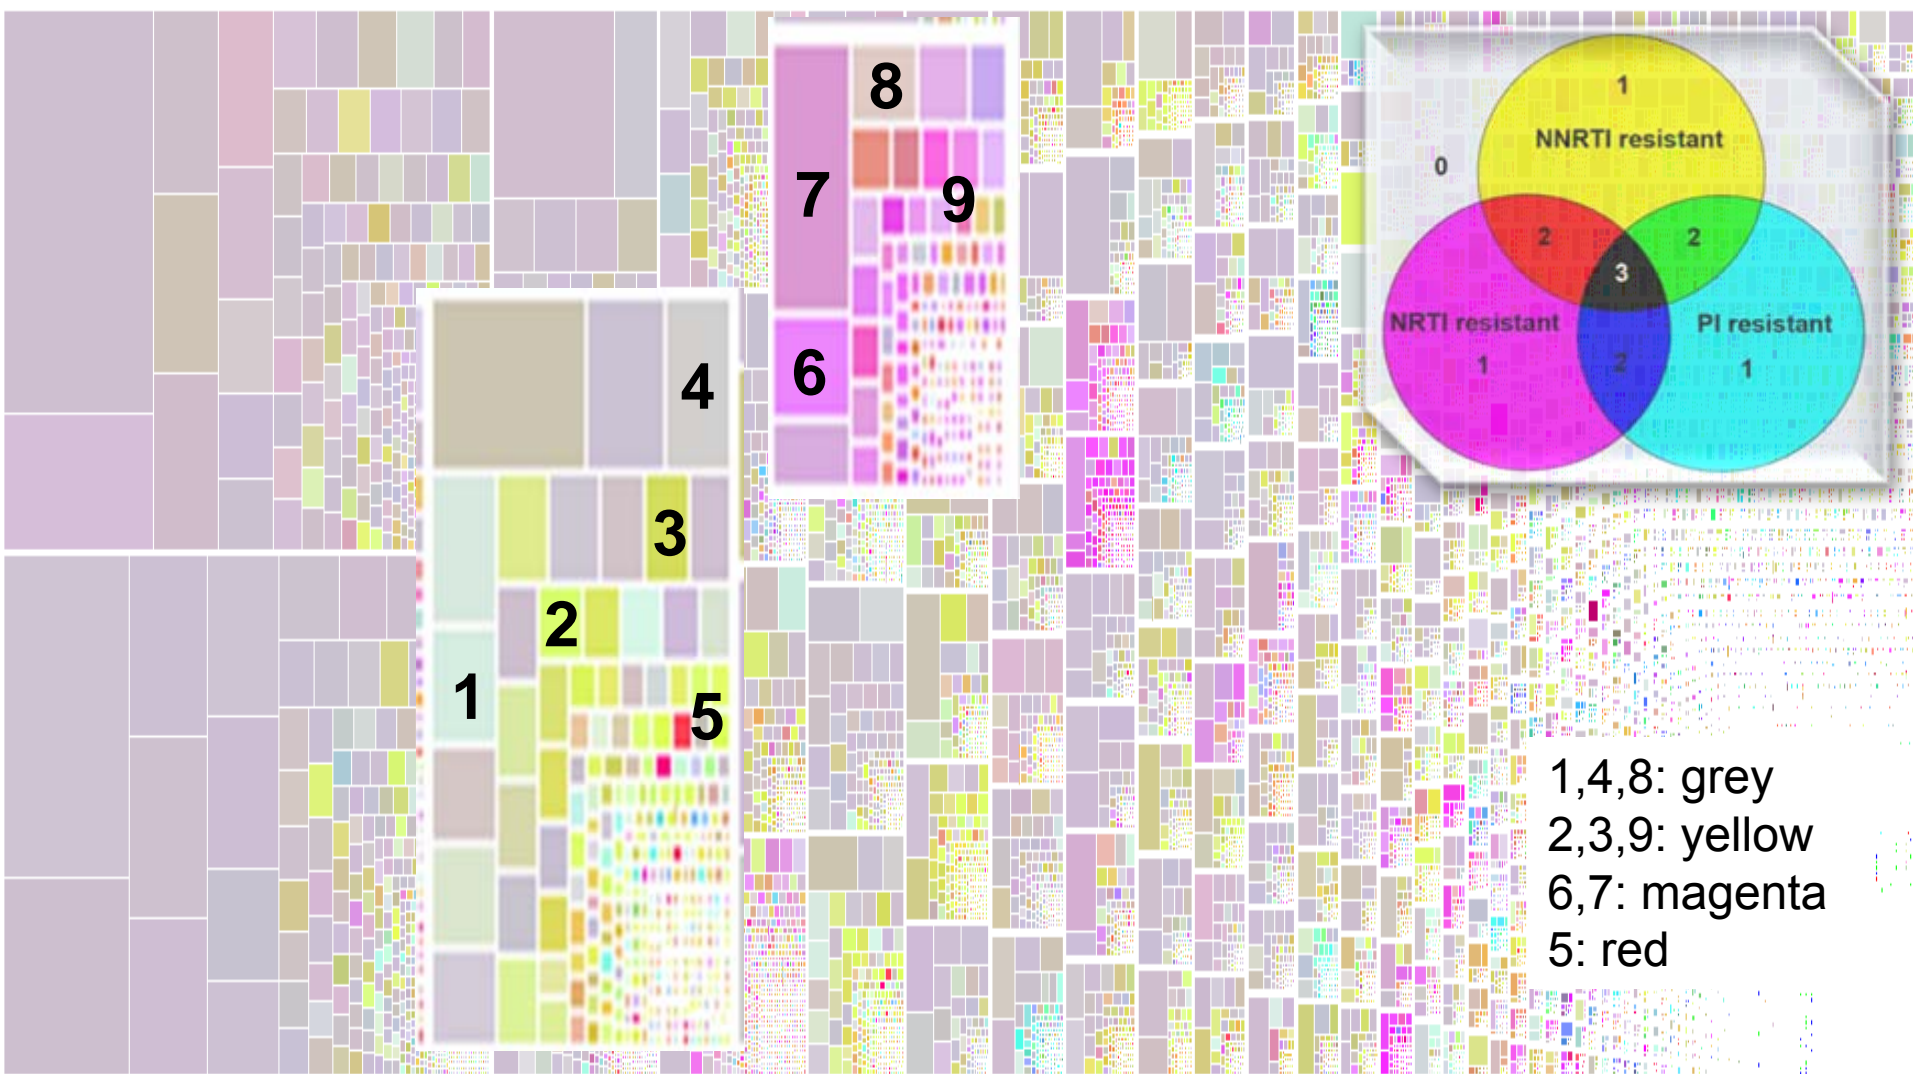 8
7
9
6
4
3
2
1
5
1
NNRTI resistant
0
2
2
3
NRTI resistant
PI resistant
1
2
1
1,4,8: grey
2,3,9: yellow
6,7: magenta
5: red